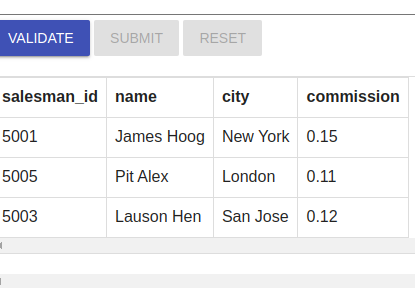 VALIDATE SUBMIT RESET
salesman_id name city commission
5001 James Hoog New York 0.15
5005 Pit Alex London 0.11
5003 Lauson Hen San Jose 0.12